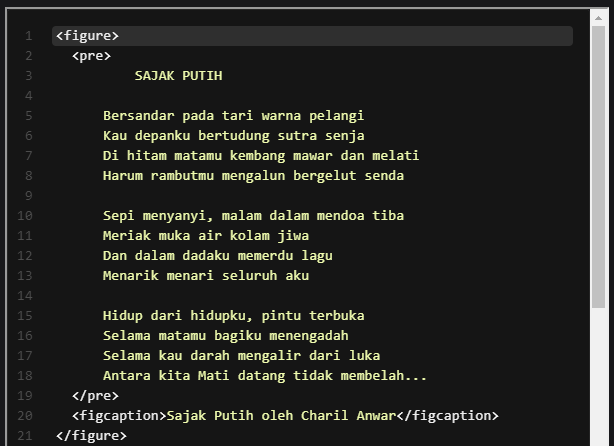 1 <figure>
2 <pre>
3 SAJAK PUTIH
4
5 Bersandar pada tari warna pelangi
6 Kau depanku bertudung sutra senja
7 Di hitam matamu kembang mawar dan melati
8 Harum rambutmu mengalun bergelut senda
9
10 Sepi menyanyi, malam dalam mendoa tiba
11 Meriak muka air kolam jiwa
12 Dan dalam dadaku memerdu lagu
13 Menarik menari seluruh aku
14
15 Hidup dari hidupku, pintu terbuka
16 Selama matamu bagiku menengadah
17 Selama kau darah mengalir dari luka
18 Antara kita Mati datang tidak membelah...
19 </pre>
20 <figcaption>Sajak Putih oleh Charil Anwar</figcaption>
21 </figure>